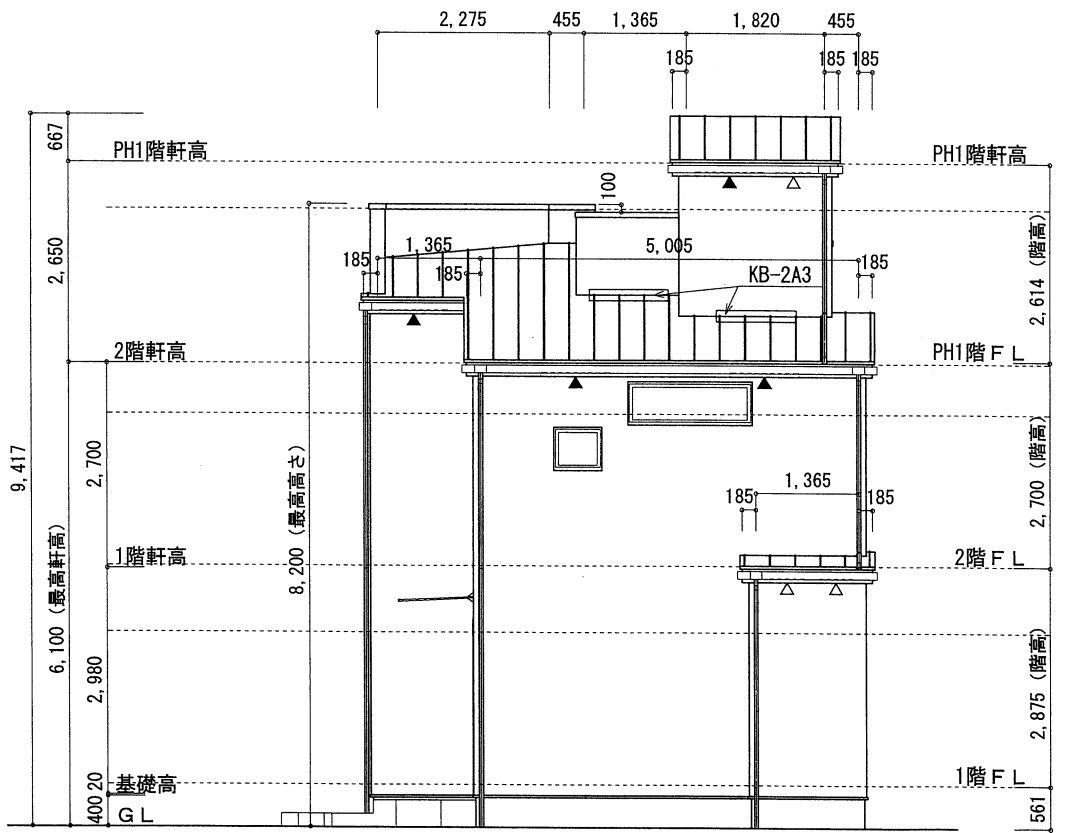 2,275 455 1,365 1,820 455
185 185 185
667
PH1階軒高
PH1階軒高
100
2,650
1,365
5,005
185
185
185
KB-2A3
2,614 (階高)
2階軒高
PH1階ＦＬ
9,417
2,700
8,200 (最高高さ)
2,700 (階高)
1,365
185
185
1階軒高
2階ＦＬ
6,100 (最高軒高)
2,980
2,875 (階高)
20
基礎高
1階ＦＬ
400
ＧＬ
561